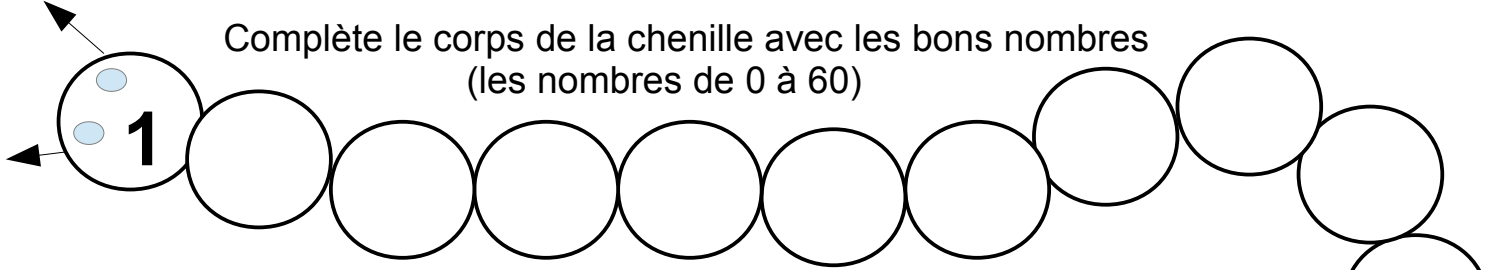 Complète le corps de la chenille avec les bons nombres
(les nombres de 0 à 60)
1